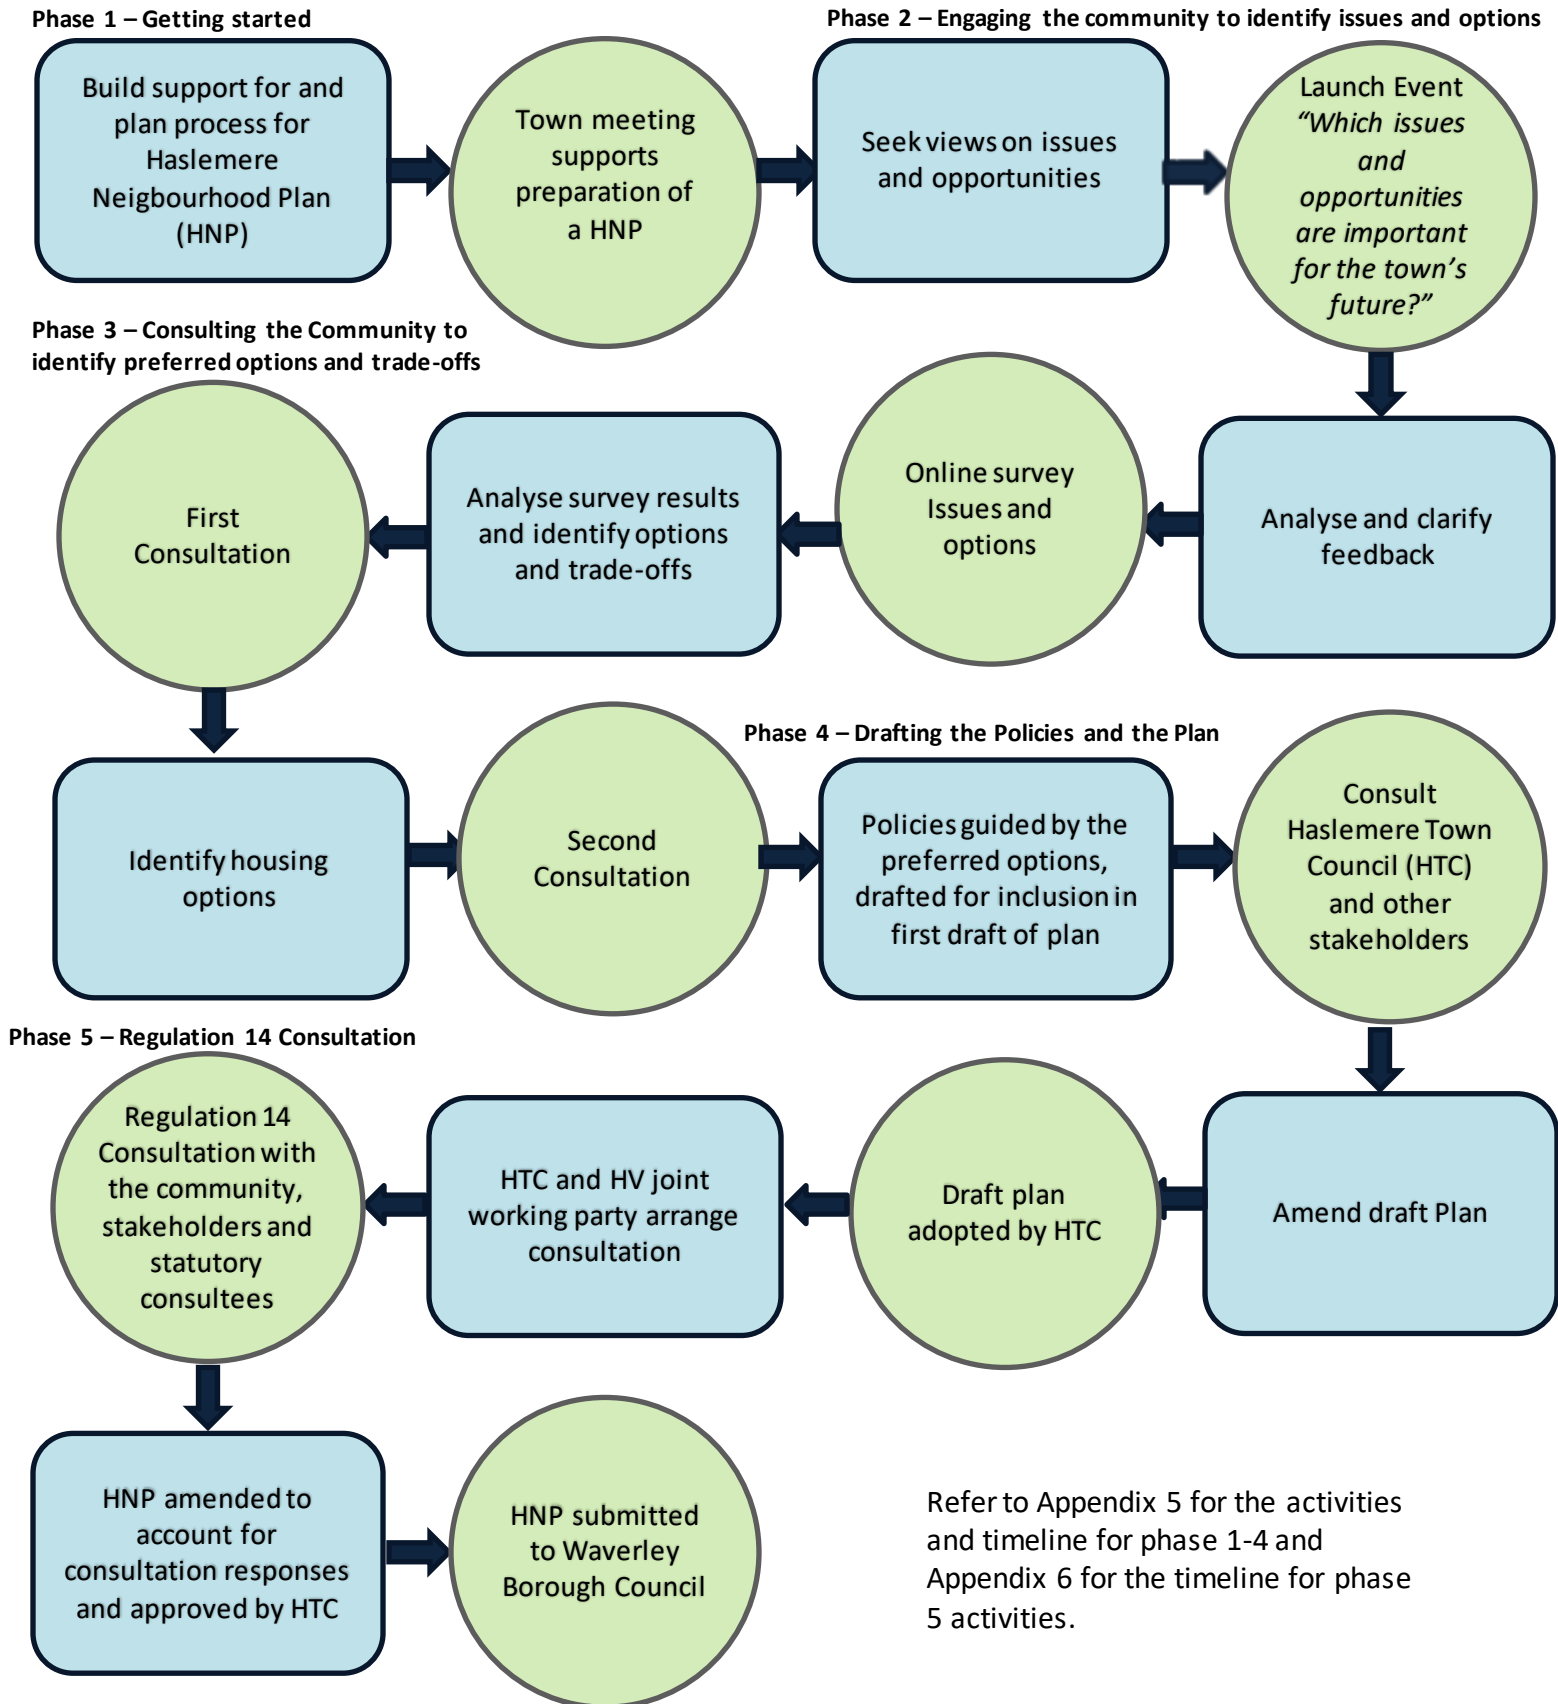 Phase 1 – Getting started
Build support for and
plan process for
Haslemere
Neigbourhood Plan
(HNP)
Town meeting
supports
preparation of
a HNP
Phase 2 – Engaging the community to identify issues and options
Seek views on issues
and opportunities
Launch Event
“Which issues
and
opportunities
are important
for the town’s
future?”
Analyse and clarify
feedback
Online survey
Issues and
options
Phase 3 – Consulting the Community to
identify preferred options and trade-offs
Analyse survey results
and identify options
and trade-offs
First
Consultation
Identify housing
options
Second
Consultation
Phase 4 – Drafting the Policies and the Plan
Policies guided by the
preferred options,
drafted for inclusion in
first draft of plan
Consult
Haslemere Town
Council (HTC)
and other
stakeholders
Amend draft Plan
Draft plan
adopted by HTC
Phase 5 – Regulation 14 Consultation
HTC and HV joint
working party arrange
consultation
Regulation 14
Consultation with
the community,
stakeholders and
statutory
consultees
HNP amended to
account for
consultation responses
and approved by HTC
HNP submitted
to Waverley
Borough Council
Refer to Appendix 5 for the activities
and timeline for phase 1-4 and
Appendix 6 for the timeline for phase
5 activities.